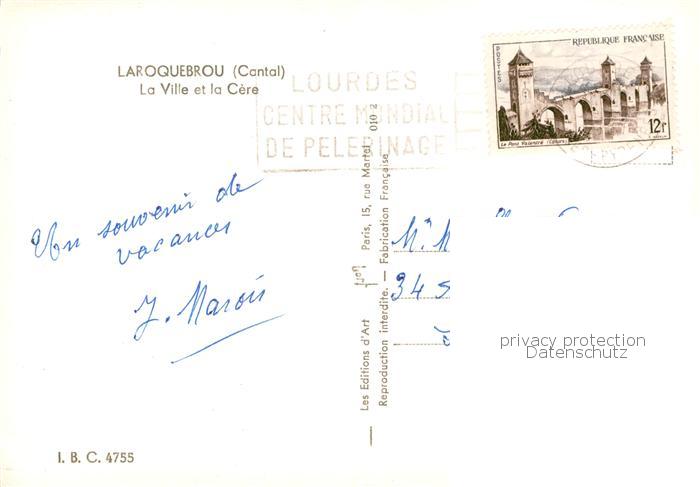 LAROQUEBROU (Cantal)
La Ville et la Cère
LOURDES
CENTRE MONDIAL
DE PELERINAGE
REPUBLIQUE FRANÇAISE
POSTES
12f
Le Pont Valentré (Cahors)
Un souvenir de
vacances
J. Marois
Les Editions d'Art Paris, 15, rue Martel 010 2
Reproduction interdite. — Fabrication Française
Yvon
34 S
privacy protection
Datenschutz
I. B. C. 4755